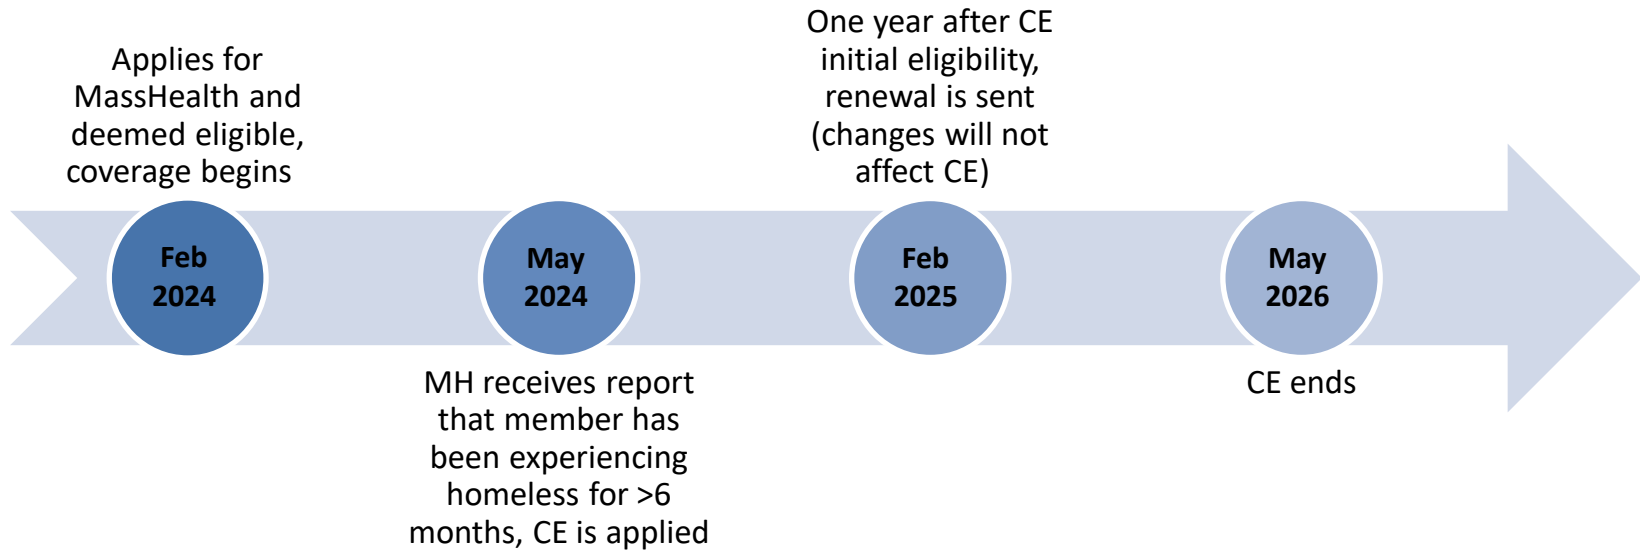 Applies for
MassHealth and
deemed eligible,
coverage begins
Feb
2024
May
2024
MH receives report
that member has
been experiencing
homeless for >6
months, CE is applied
One year after CE
initial eligibility,
renewal is sent
(changes will not
affect CE)
Feb
2025
May
2026
CE ends